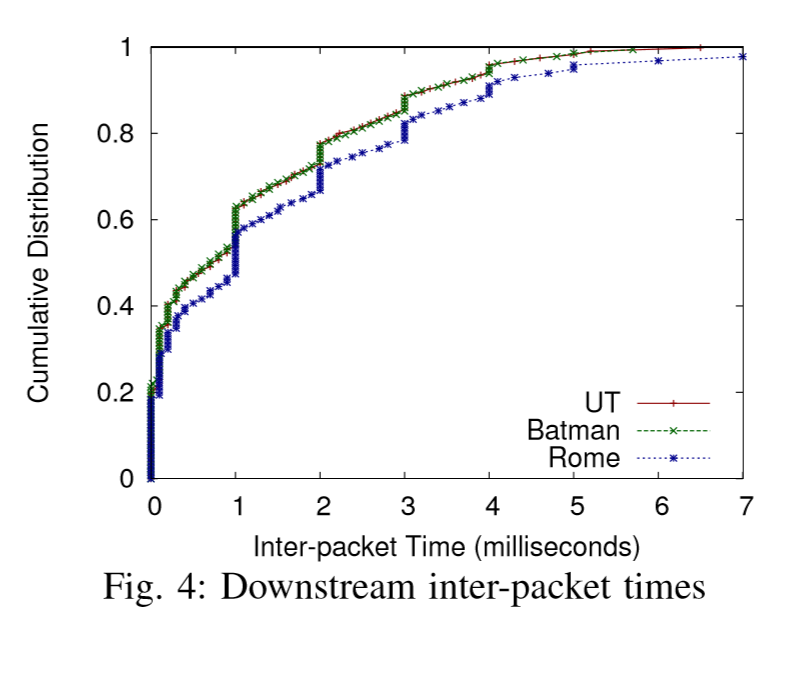 1
0.8
0.6
0.4
0.2
0
Cumulative Distribution
UT
Batman
Rome
0 1 2 3 4 5 6 7
Inter-packet Time (milliseconds)
Fig. 4: Downstream inter-packet times